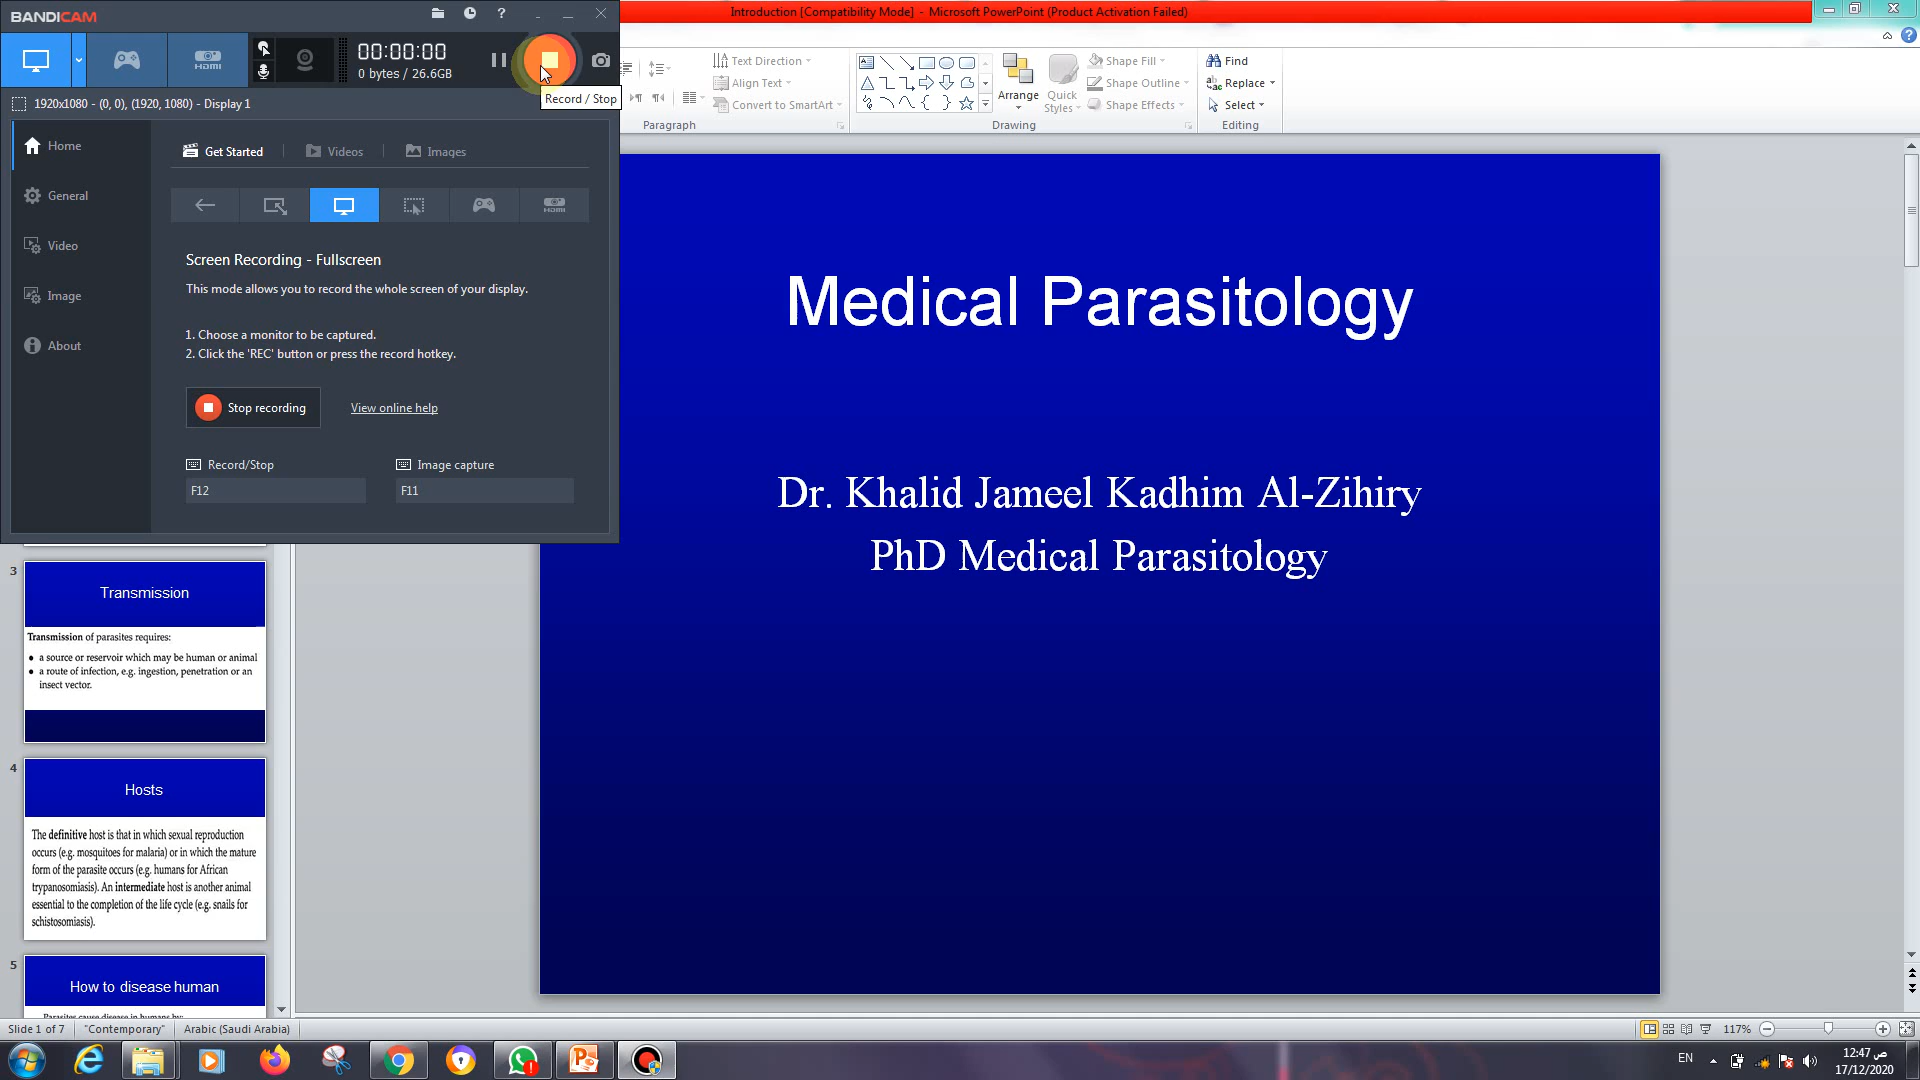 BANDICAM
Introduction [Compatibility Mode] - Microsoft PowerPoint (Product Activation Failed)
HDMI
00:00:00
0 bytes / 26.6GB
Record / Stop
1920x1080 - (0, 0), (1920, 1080) - Display 1
Text Direction
Align Text
Convert to SmartArt
Paragraph
Arrange
Quick
Styles
Shape Fill
Shape Outline
Shape Effects
Drawing
Find
Replace
Select
Editing
Home
General
Video
Image
About
Get Started
Videos
Images
HDMI
Screen Recording - Fullscreen
This mode allows you to record the whole screen of your display.
1. Choose a monitor to be captured.
2. Click the 'REC' button or press the record hotkey.
Stop recording
View online help
Record/Stop
Image capture
F12
F11
Medical Parasitology
Dr. Khalid Jameel Kadhim Al-Zihiry
PhD Medical Parasitology
3
Transmission
Transmission of parasites requires:
● a source or reservoir which may be human or animal
● a route of infection, e.g. ingestion, penetration or an
insect vector.
4
Hosts
The definitive host is that in which sexual reproduction
occurs (e.g. mosquitoes for malaria) or in which the mature
form of the parasite occurs (e.g. humans for African
trypanosomiasis). An intermediate host is another animal
essential to the completion of the life cycle (e.g. snails for
schistosomiasis).
5
How to disease human
Parasites cause disease in humans by:
Slide 1 of 7
"Contemporary"
Arabic (Saudi Arabia)
117%
EN
12:47 ص
17/12/2020